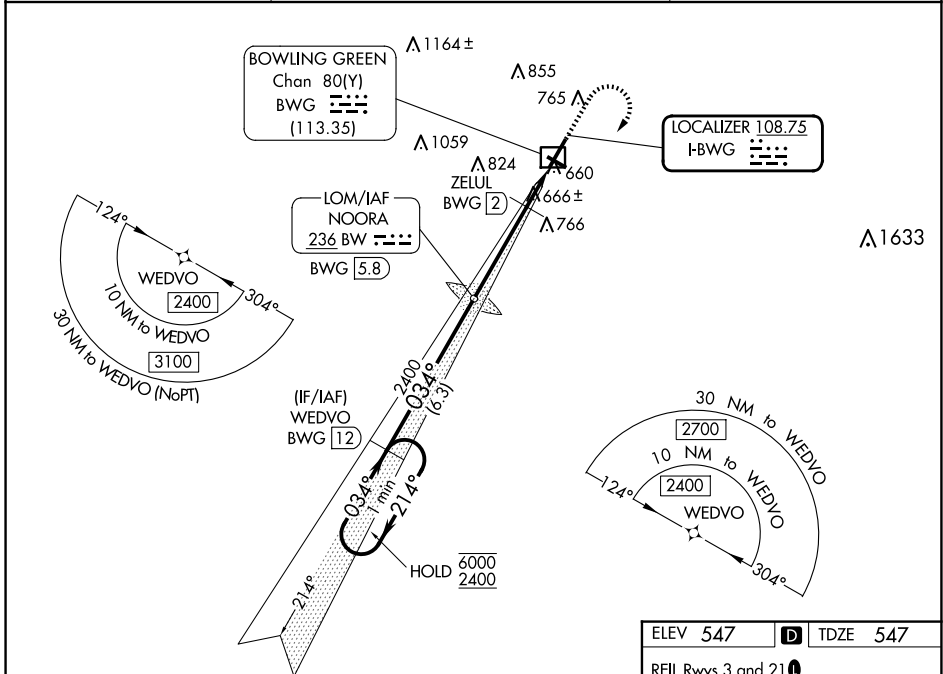 BOWLING GREEN
Chan 80(Y)
BWG
(113.35)
1164±
855
765
1059
824
660
LOCALIZER 108.75
I-BWG
ZELUL
BWG 2
666±
766
1633
LOM/IAF
NOORA
236 BW
BWG 5.8
124°
WEDVO
2400
304°
10 NM to WEDVO
3100
30 NM to WEDVO (NoPT)
2400
034°
(6.3)
(IF/IAF)
WEDVO
BWG 12
034°
1 min
214°
HOLD 6000
2400
214°
30 NM to WEDVO
2700
10 NM to WEDVO
2400
124°
WEDVO
304°
ELEV 547 D TDZE 547
REIL Rwys 3 and 21 L